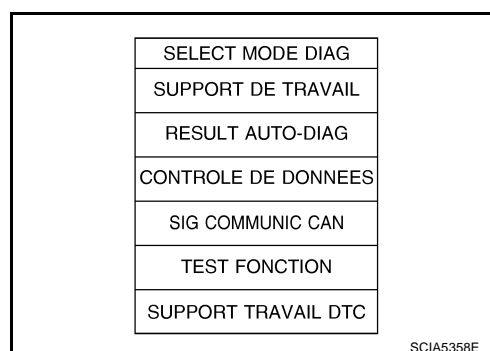 SELECT MODE DIAG
SUPPORT DE TRAVAIL
RESULT AUTO-DIAG
CONTROLE DE DONNEES
SIG COMMUNIC CAN
TEST FONCTION
SUPPORT TRAVAIL DTC
SCIA5358E